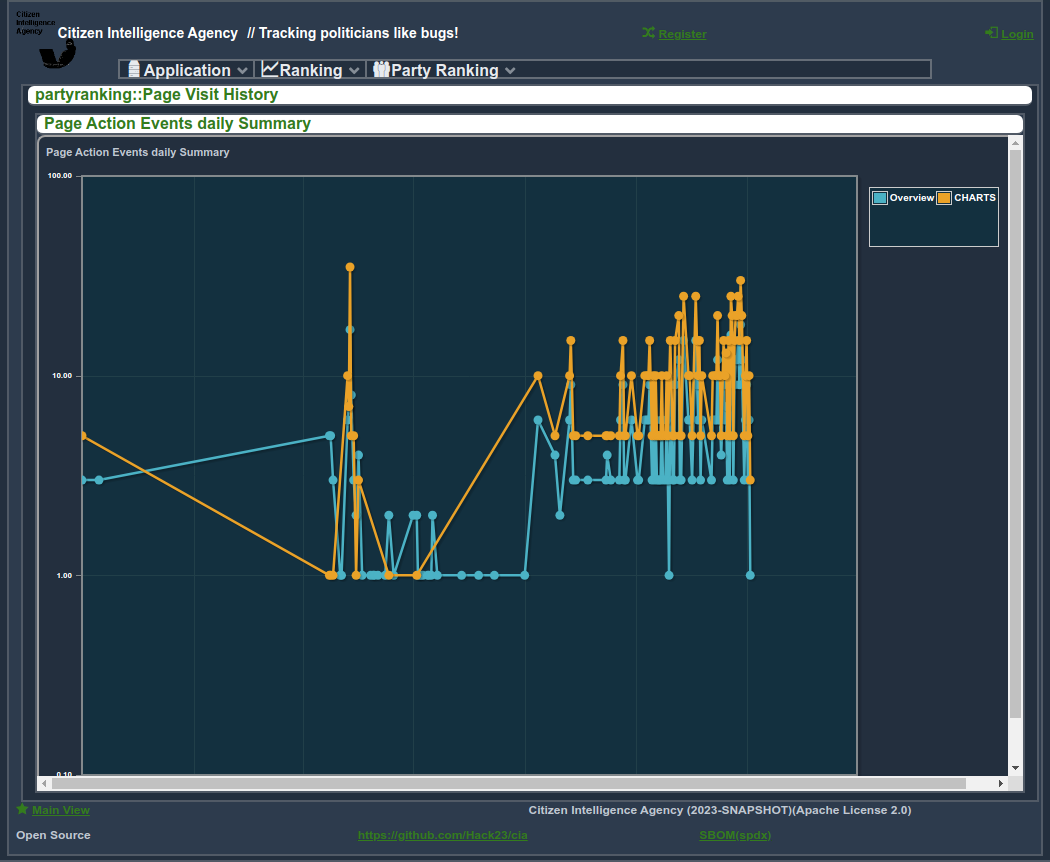 Citizen
Intelligence
Agency
Citizen Intelligence Agency // Tracking politicians like bugs!
Register
Login
Application
Ranking
Party Ranking
partyranking::Page Visit History
Page Action Events daily Summary
Page Action Events daily Summary
100.00
10.00
1.00
0.10
Overview
CHARTS
Main View
Citizen Intelligence Agency (2023-SNAPSHOT)(Apache License 2.0)
Open Source
https://github.com/Hack23/cia
SBOM(spdx)